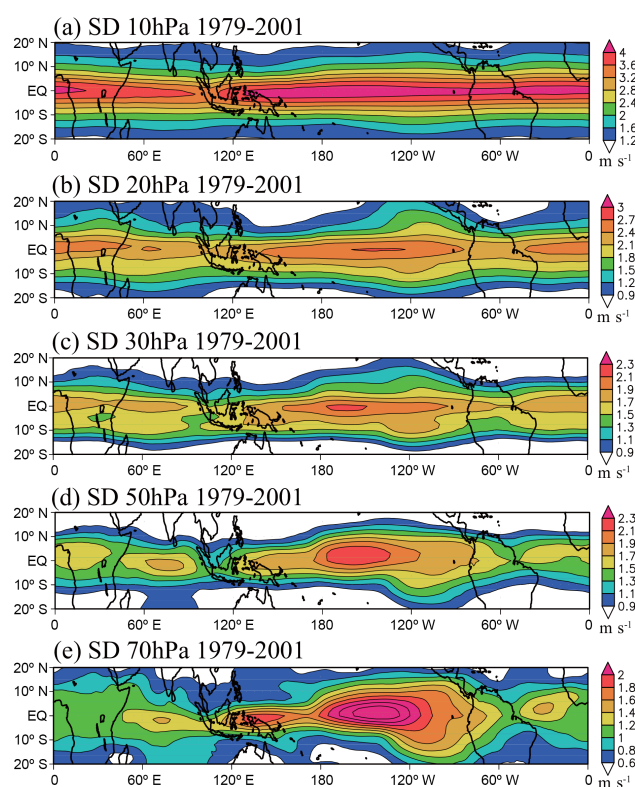 (a) SD 10hPa 1979-2001
20° N
10° N
EQ
10° S
20° S
0 60° E 120° E 180 120° W 60° W 0
4
3.6
3.2
2.8
2.4
2
1.6
1.2
m s⁻¹
(b) SD 20hPa 1979-2001
20° N
10° N
EQ
10° S
20° S
0 60° E 120° E 180 120° W 60° W 0
3
2.7
2.4
2.1
1.8
1.5
1.2
0.9
m s⁻¹
(c) SD 30hPa 1979-2001
20° N
10° N
EQ
10° S
20° S
0 60° E 120° E 180 120° W 60° W 0
2.3
2.1
1.9
1.7
1.5
1.3
1.1
0.9
m s⁻¹
(d) SD 50hPa 1979-2001
20° N
10° N
EQ
10° S
20° S
0 60° E 120° E 180 120° W 60° W 0
2.3
2.1
1.9
1.7
1.5
1.3
1.1
0.9
m s⁻¹
(e) SD 70hPa 1979-2001
20° N
10° N
EQ
10° S
20° S
0 60° E 120° E 180 120° W 60° W 0
2
1.8
1.6
1.4
1.2
1
0.8
0.6
m s⁻¹